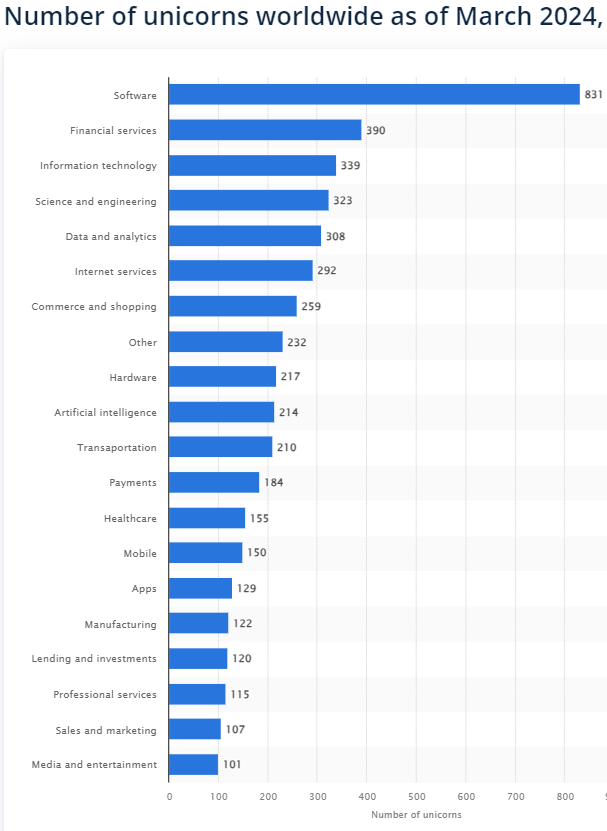 Number of unicorns worldwide as of March 2024,
Software 831
Financial services 390
Information technology 339
Science and engineering 323
Data and analytics 308
Internet services 292
Commerce and shopping 259
Other 232
Hardware 217
Artificial intelligence 214
Transportation 210
Payments 184
Healthcare 155
Mobile 150
Apps 129
Manufacturing 122
Lending and investments 120
Professional services 115
Sales and marketing 107
Media and entertainment 101
0 100 200 300 400 500 600 700 800
Number of unicorns